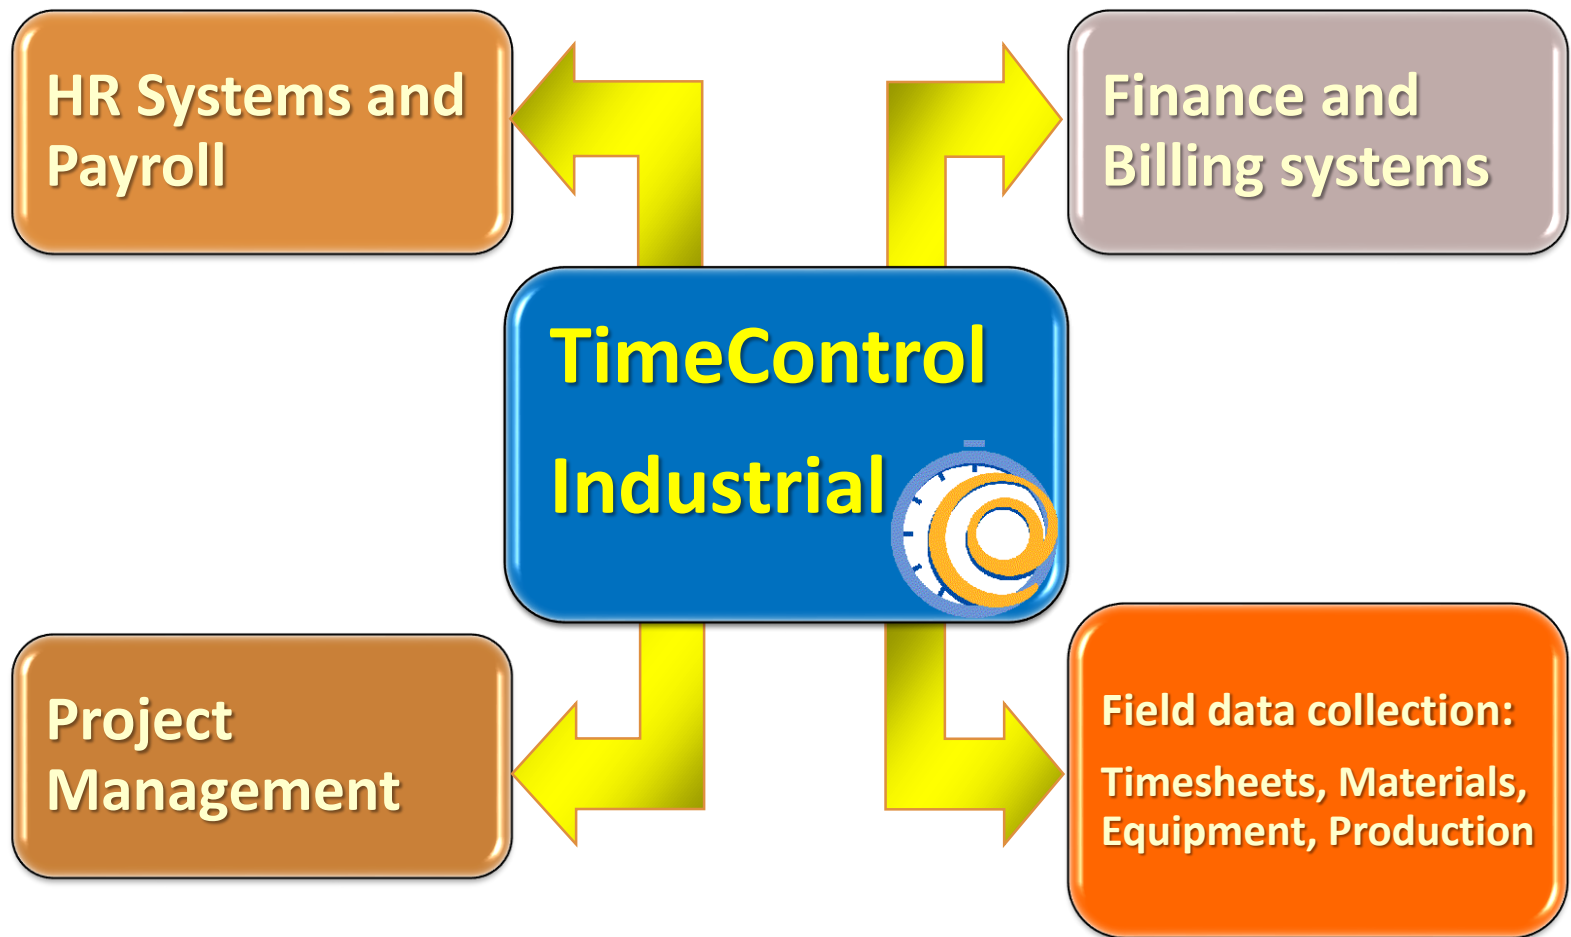 HR Systems and
Payroll
Finance and
Billing systems
TimeControl
Industrial
Project
Management
Field data collection:
Timesheets, Materials,
Equipment, Production